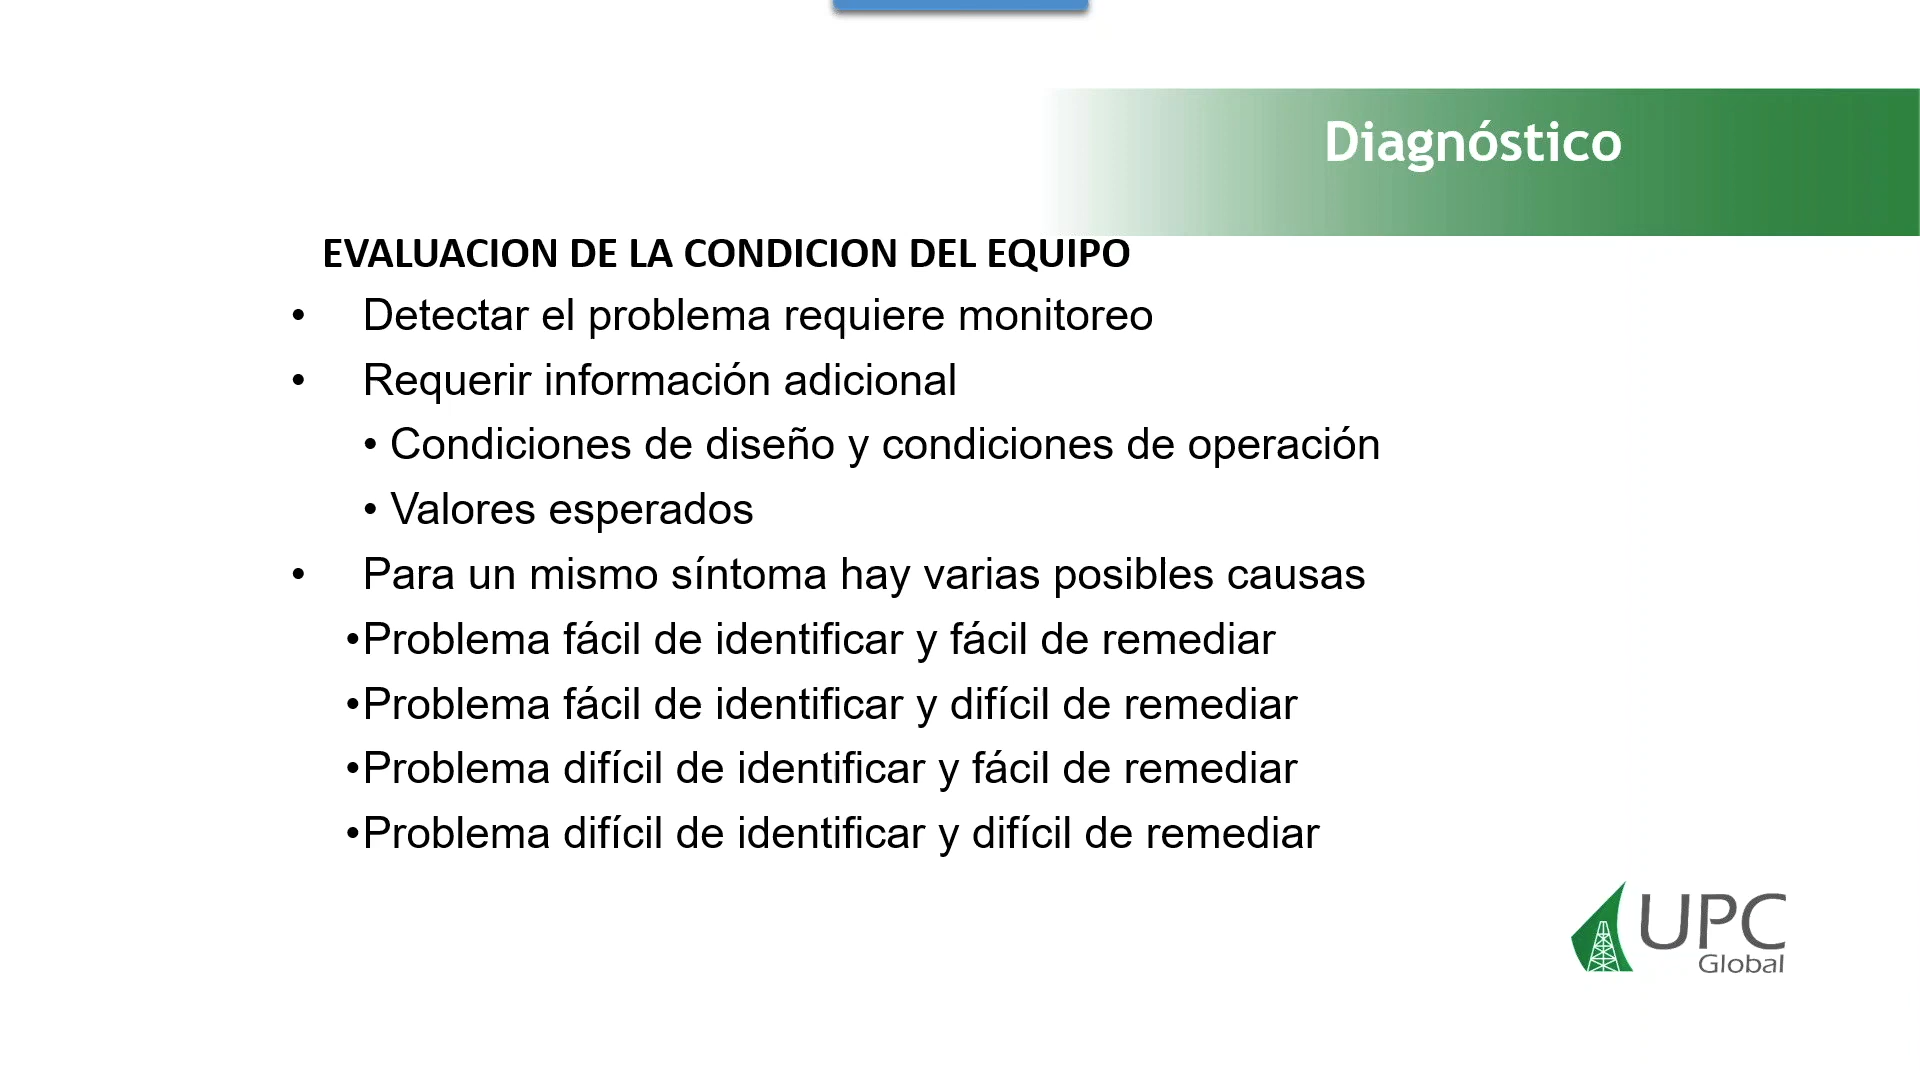 Diagnóstico
EVALUACION DE LA CONDICION DEL EQUIPO
• Detectar el problema requiere monitoreo
• Requerir información adicional
• Condiciones de diseño y condiciones de operación
• Valores esperados
• Para un mismo síntoma hay varias posibles causas
•Problema fácil de identificar y fácil de remediar
•Problema fácil de identificar y difícil de remediar
•Problema difícil de identificar y fácil de remediar
•Problema difícil de identificar y difícil de remediar
UPC
Global